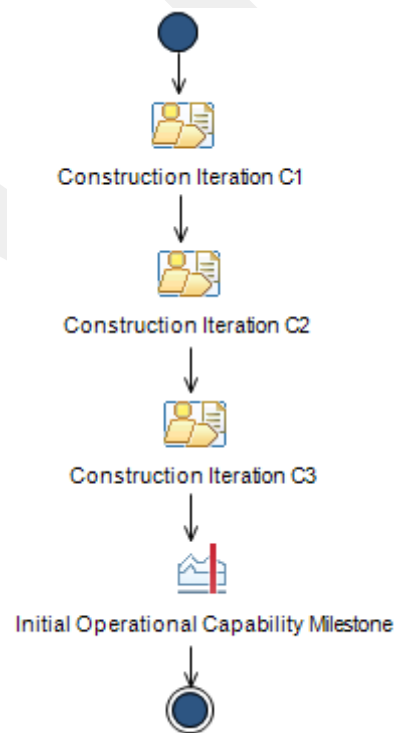 Construction Iteration C1
Construction Iteration C2
Construction Iteration C3
Initial Operational Capability Milestone